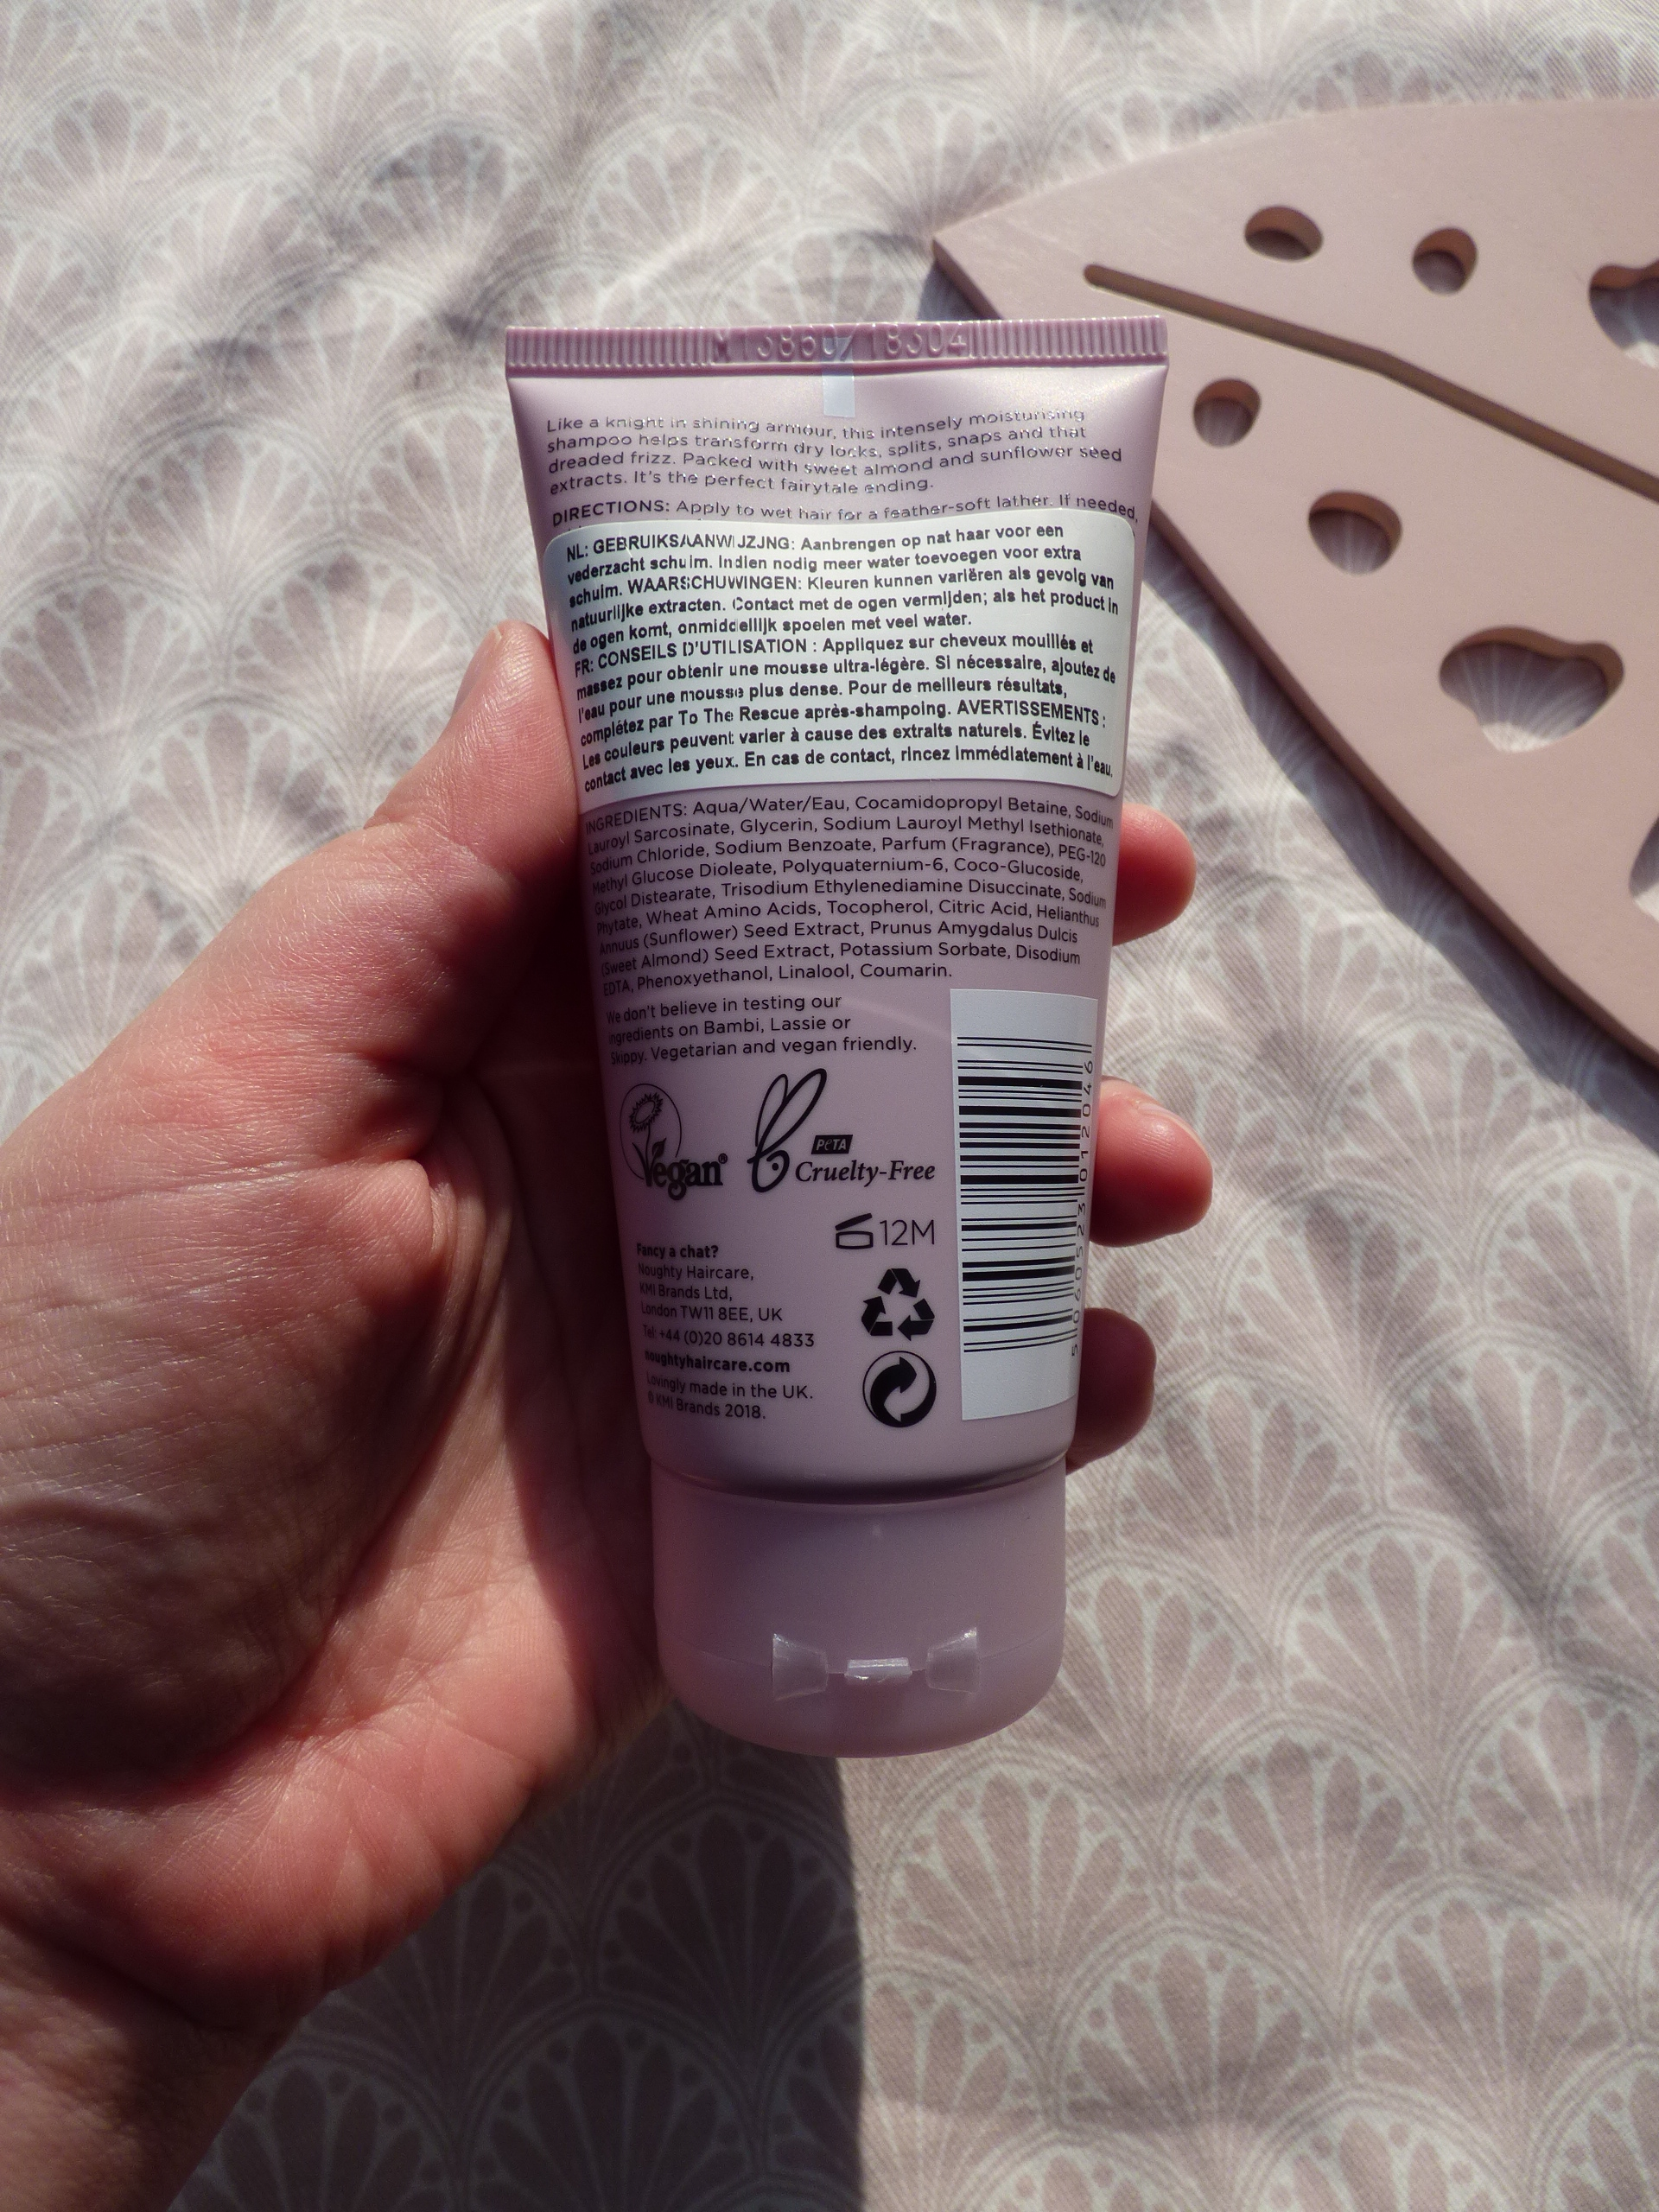 18304
Like a knight in shining armour, this intensely moisturising
shampoo helps transform dry locks, splits, snaps and that
dreaded frizz. Packed with sweet almond and sunflower seed
extracts. It's the perfect fairytale ending.
DIRECTIONS: Apply to wet hair for a feather-soft lather. If needed,
NL: GEBRUIKSAANWIJZJNG: Aanbrengen op nat haar voor een
vederzacht schuim. Indien nodig meer water toevoegen voor extra
schuim. WAARSCHUWINGEN: Kleuren kunnen variëren als gevolg van
natuurlijke extracten. Contact met de ogen vermijden; als het product in
de ogen komt, onmiddellijk spoelen met veel water.
FR: CONSEILS D'UTILISATION : Appliquez sur cheveux mouillés et
massez pour obtenir une mousse ultra-légère. Si nécessaire, ajoutez de
l'eau pour une mousse plus dense. Pour de meilleurs résultats,
complétez par To The Rescue après-shampoing. AVERTISSEMENTS :
Les couleurs peuvent varier à cause des extraits naturels. Évitez le
contact avec les yeux. En cas de contact, rincez immédiatement à l'eau.
INGREDIENTS: Aqua/Water/Eau, Cocamidopropyl Betaine, Sodium
Lauroyl Sarcosinate, Glycerin, Sodium Lauroyl Methyl Isethionate,
Sodium Chloride, Sodium Benzoate, Parfum (Fragrance), PEG-120
Methyl Glucose Dioleate, Polyquaternium-6, Coco-Glucoside,
Glycol Distearate, Trisodium Ethylenediamine Disuccinate, Sodium
Phytate, Wheat Amino Acids, Tocopherol, Citric Acid, Helianthus
Annuus (Sunflower) Seed Extract, Prunus Amygdalus Dulcis
(Sweet Almond) Seed Extract, Potassium Sorbate, Disodium
EDTA, Phenoxyethanol, Linalool, Coumarin.
We don't believe in testing our
ingredients on Bambi, Lassie or
Skippy. Vegetarian and vegan friendly.
Vegan®
PETA
Cruelty-Free
12M
Fancy a chat?
Noughty Haircare,
KMI Brands Ltd,
London TW11 8EE, UK
Tel: +44 (0)20 8614 4833
noughtyhaircare.com
Lovingly made in the UK.
© KMI Brands 2018.
5060523012046